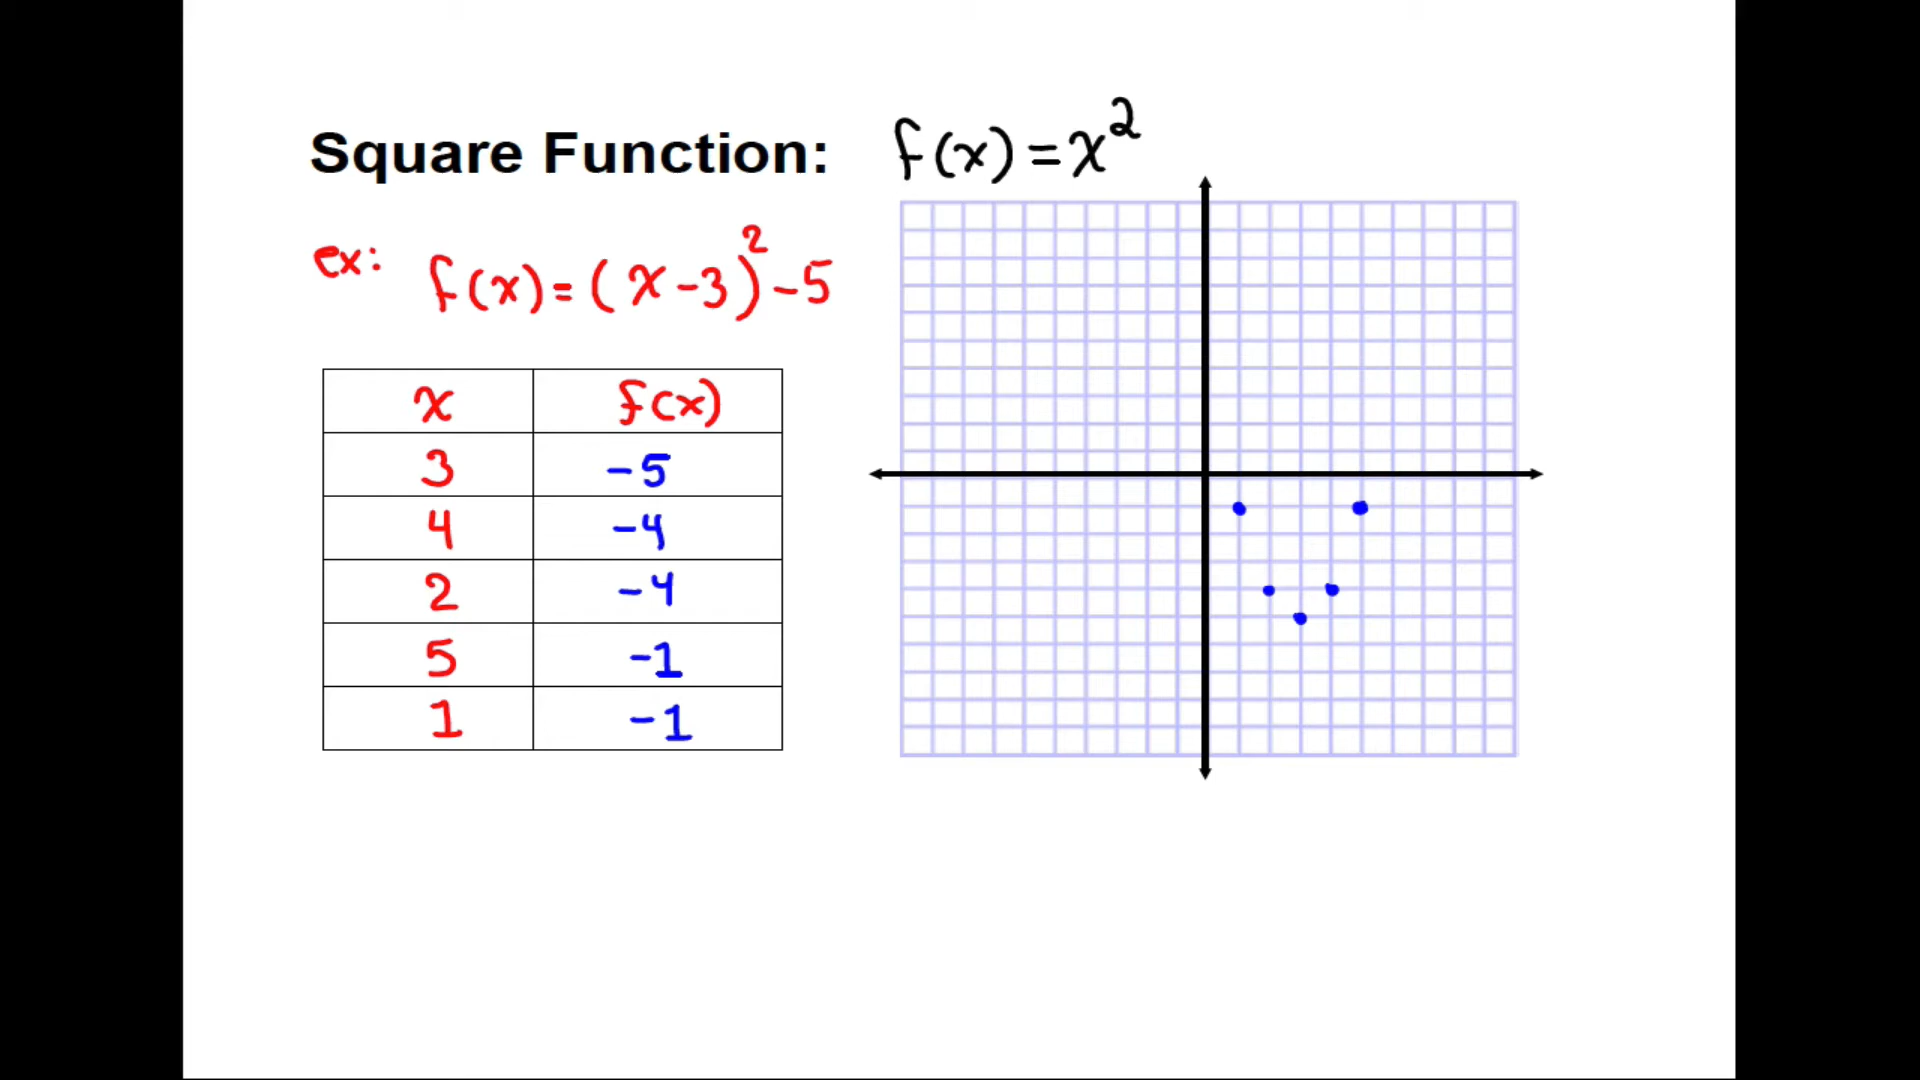 Square Function: f(x)=x²
ex: f(x)=(x-3)²-5
x f(x)
3 -5
4 -4
2 -4
5 -1
1 -1